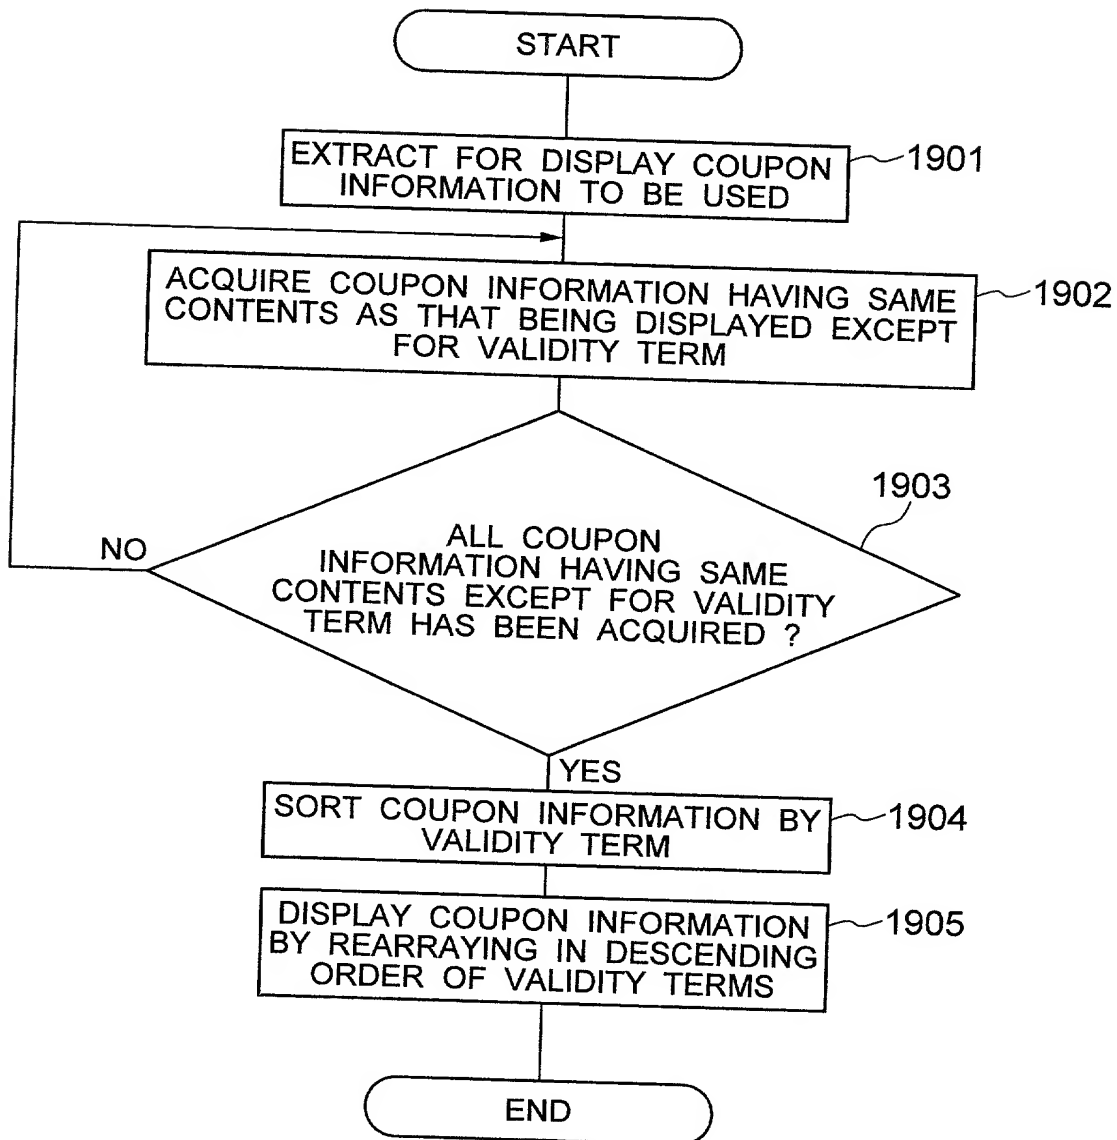 START
EXTRACT FOR DISPLAY COUPON
INFORMATION TO BE USED
1901
ACQUIRE COUPON INFORMATION HAVING SAME
CONTENTS AS THAT BEING DISPLAYED EXCEPT
FOR VALIDITY TERM
1902
1903
ALL COUPON
INFORMATION HAVING SAME
CONTENTS EXCEPT FOR VALIDITY
TERM HAS BEEN ACQUIRED ?
NO
YES
SORT COUPON INFORMATION BY
VALIDITY TERM
1904
DISPLAY COUPON INFORMATION
BY REARRAYING IN DESCENDING
ORDER OF VALIDITY TERMS
1905
END